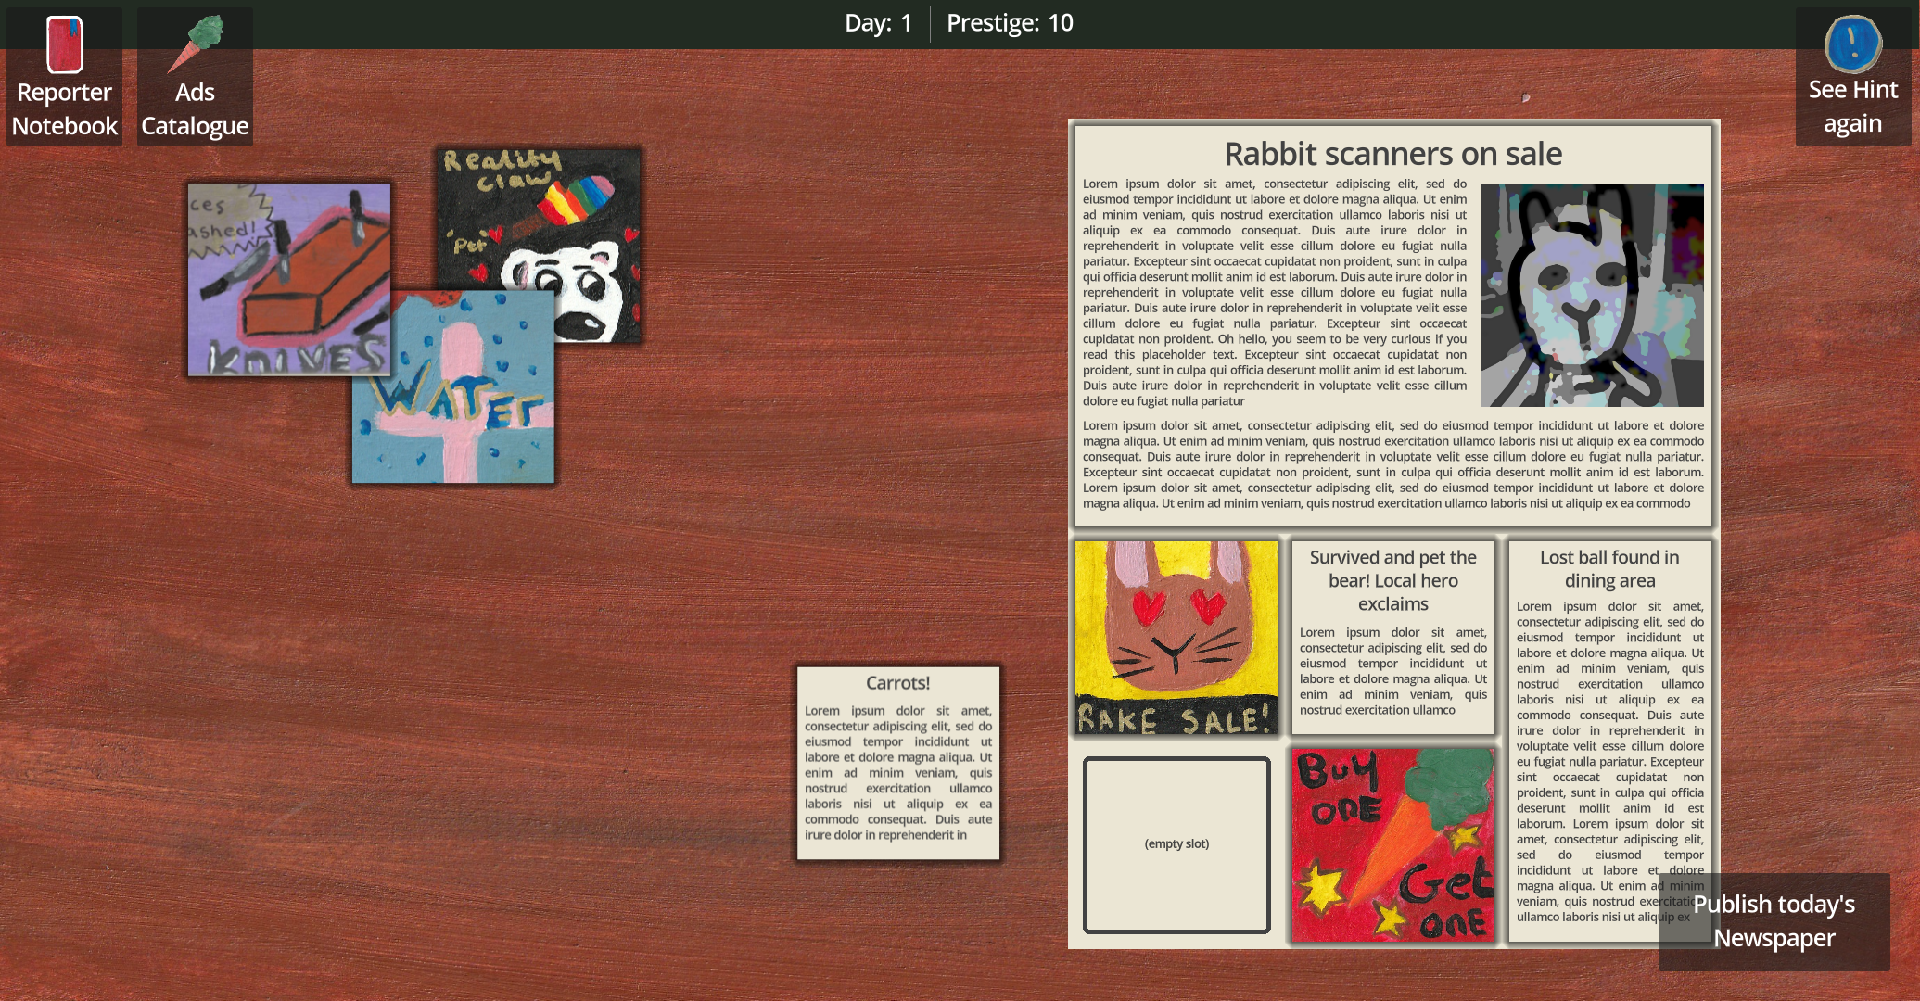 Day: 1
Prestige: 10
Reporter
Notebook
Ads
Catalogue
See Hint
again
Reality
claw
"Pet"
ces
ashed!
KNIVES
WATER
Carrots!
Lorem ipsum dolor sit amet,
consectetur adipiscing elit, sed do
eiusmod tempor incididunt ut
labore et dolore magna aliqua. Ut
enim ad minim veniam, quis
nostrud exercitation ullamco
laboris nisi ut aliquip ex ea
commodo consequat. Duis aute
irure dolor in reprehenderit in
Rabbit scanners on sale
Lorem ipsum dolor sit amet, consectetur adipiscing elit, sed do
eiusmod tempor incididunt ut labore et dolore magna aliqua. Ut enim
ad minim veniam, quis nostrud exercitation ullamco laboris nisi ut
aliquip ex ea commodo consequat. Duis aute irure dolor in
reprehenderit in voluptate velit esse cillum dolore eu fugiat nulla
pariatur. Excepteur sint occaecat cupidatat non proident, sunt in culpa
qui officia deserunt mollit anim id est laborum. Duis aute irure dolor in
reprehenderit in voluptate velit esse cillum dolore eu fugiat nulla
pariatur. Duis aute irure dolor in reprehenderit in voluptate velit esse
cillum dolore eu fugiat nulla pariatur. Excepteur sint occaecat
cupidatat non proident. Oh hello, you seem to be very curious if you
read this placeholder text. Excepteur sint occaecat cupidatat non
proident, sunt in culpa qui officia deserunt mollit anim id est laborum.
Duis aute irure dolor in reprehenderit in voluptate velit esse cillum
dolore eu fugiat nulla pariatur
Lorem ipsum dolor sit amet, consectetur adipiscing elit, sed do eiusmod tempor incididunt ut labore et dolore
magna aliqua. Ut enim ad minim veniam, quis nostrud exercitation ullamco laboris nisi ut aliquip ex ea commodo
consequat. Duis aute irure dolor in reprehenderit in voluptate velit esse cillum dolore eu fugiat nulla pariatur.
Excepteur sint occaecat cupidatat non proident, sunt in culpa qui officia deserunt mollit anim id est laborum.
Lorem ipsum dolor sit amet, consectetur adipiscing elit, sed do eiusmod tempor incididunt ut labore et dolore
magna aliqua. Ut enim ad minim veniam, quis nostrud exercitation ullamco laboris nisi ut aliquip ex ea commodo
RAKE SALE!
Survived and pet the
bear! Local hero
exclaims
Lorem ipsum dolor sit amet,
consectetur adipiscing elit, sed do
eiusmod tempor incididunt ut
labore et dolore magna aliqua. Ut
enim ad minim veniam, quis
nostrud exercitation ullamco
Lost ball found in
dining area
Lorem ipsum dolor sit amet,
consectetur adipiscing elit, sed do
eiusmod tempor incididunt ut
labore et dolore magna aliqua. Ut
enim ad minim veniam, quis
nostrud exercitation ullamco
laboris nisi ut aliquip ex ea
commodo consequat. Duis aute
irure dolor in reprehenderit in
voluptate velit esse cillum dolore
eu fugiat nulla pariatur. Excepteur
sint occaecat cupidatat non
proident, sunt in culpa qui officia
deserunt mollit anim id est
laborum. Lorem ipsum dolor sit
amet, consectetur adipiscing elit,
sed do eiusmod tempor
incididunt ut labore et dolore
magna aliqua. Ut enim ad minim
veniam, quis nostrud exercitation
ullamco laboris nisi ut aliquip ex
(empty slot)
Buy
one
Get
one
Publish today's
Newspaper